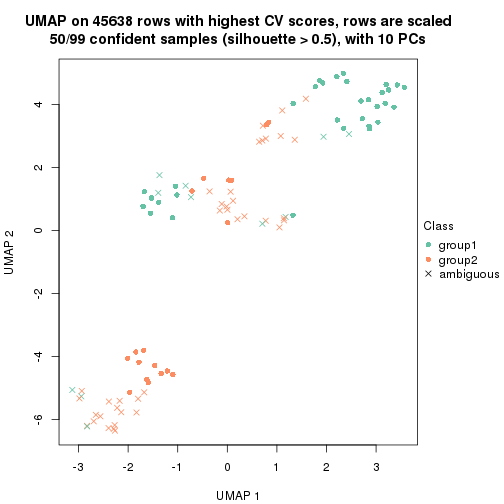 UMAP on 45638 rows with highest CV scores, rows are scaled
50/99 confident samples (silhouette > 0.5), with 10 PCs
4
2
0
-2
-4
-6
UMAP 2
-3
-2
-1
0
1
2
3
UMAP 1
Class
group1
group2
ambiguous